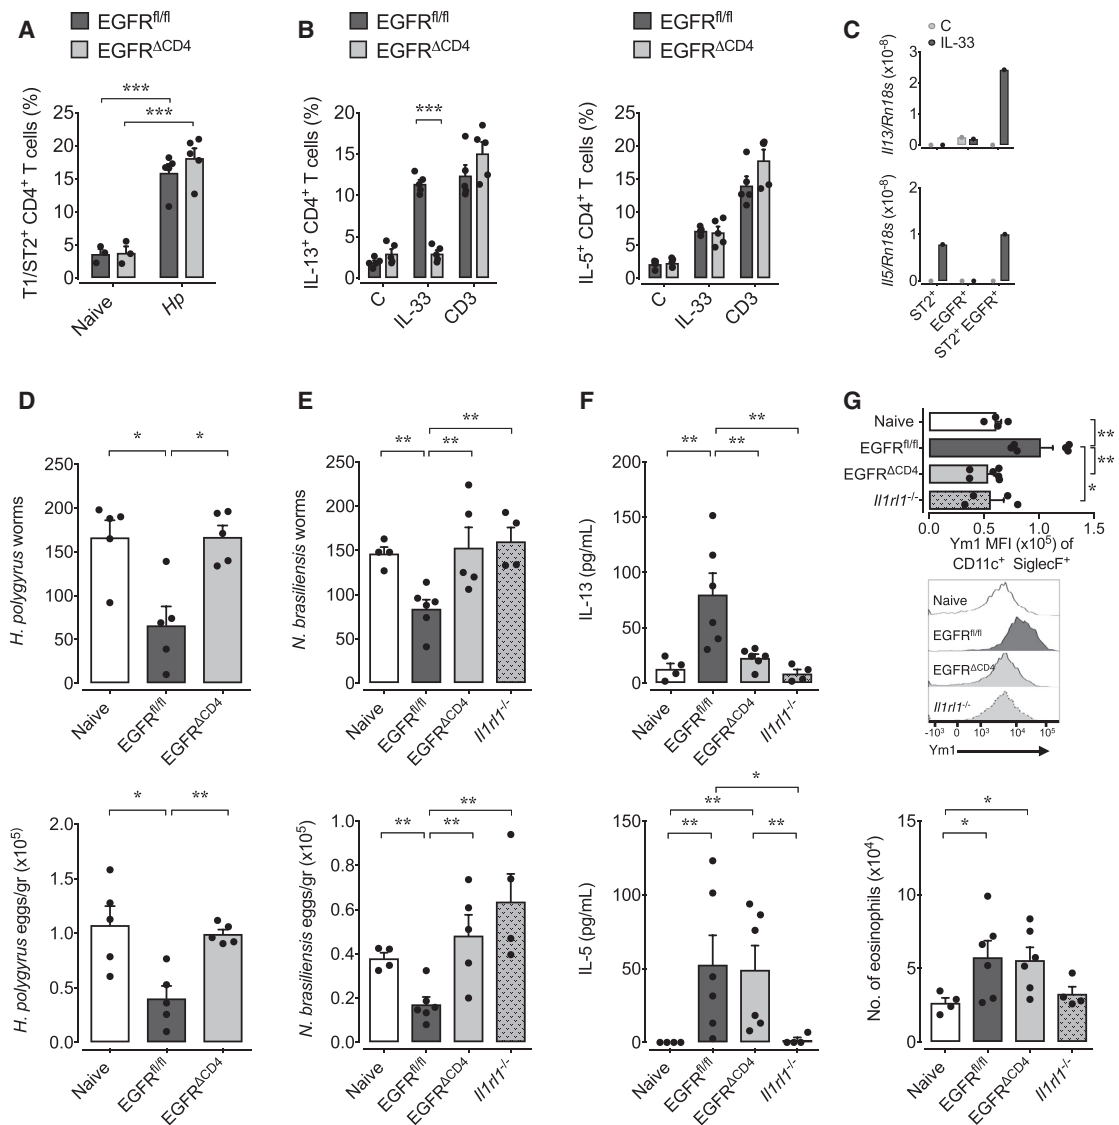 A
EGFRfl/fl
EGFRΔCD4
T1/ST2+ CD4+ T cells (%)
25
20
15
10
5
0
***
***
Naive
Hp
B
EGFRfl/fl
EGFRΔCD4
IL-13+ CD4+ T cells (%)
20
15
10
5
0
***
C
IL-33
CD3
EGFRfl/fl
EGFRΔCD4
IL-5+ CD4+ T cells (%)
25
20
15
10
5
0
C
IL-33
CD3
C
C
IL-33
Il13/Rn18s (x10-8)
3
2
1
0
Il5/Rn18s (x10-8)
2
1
0
ST2+
EGFR+
ST2+ EGFR+
D
* *
H. polygyrus worms
250
200
150
100
50
0
Naive
EGFRfl/fl
EGFRΔCD4
* **
H. polygyrus eggs/gr (x105)
2.0
1.5
1.0
0.5
0.0
Naive
EGFRfl/fl
EGFRΔCD4
E
**
** **
N. brasiliensis worms
250
200
150
100
50
0
Naive
EGFRfl/fl
EGFRΔCD4
Il1rl1-/-
**
** **
N. brasiliensis eggs/gr (x105)
1.0
0.8
0.6
0.4
0.2
0.0
Naive
EGFRfl/fl
EGFRΔCD4
Il1rl1-/-
F
**
** **
IL-13 (pg/mL)
200
150
100
50
0
Naive
EGFRfl/fl
EGFRΔCD4
Il1rl1-/-
*
**
** **
IL-5 (pg/mL)
150
100
50
0
Naive
EGFRfl/fl
EGFRΔCD4
Il1rl1-/-
G
Naive
EGFRfl/fl
EGFRΔCD4
Il1rl1-/-
**
**
*
0.0 0.5 1.0 1.5
Ym1 MFI (x105) of
CD11c+ SiglecF+
Naive
EGFRfl/fl
EGFRΔCD4
Il1rl1-/-
-103 0 103 104 105
Ym1
*
*
No. of eosinophils (x104)
15
10
5
0
Naive
EGFRfl/fl
EGFRΔCD4
Il1rl1-/-